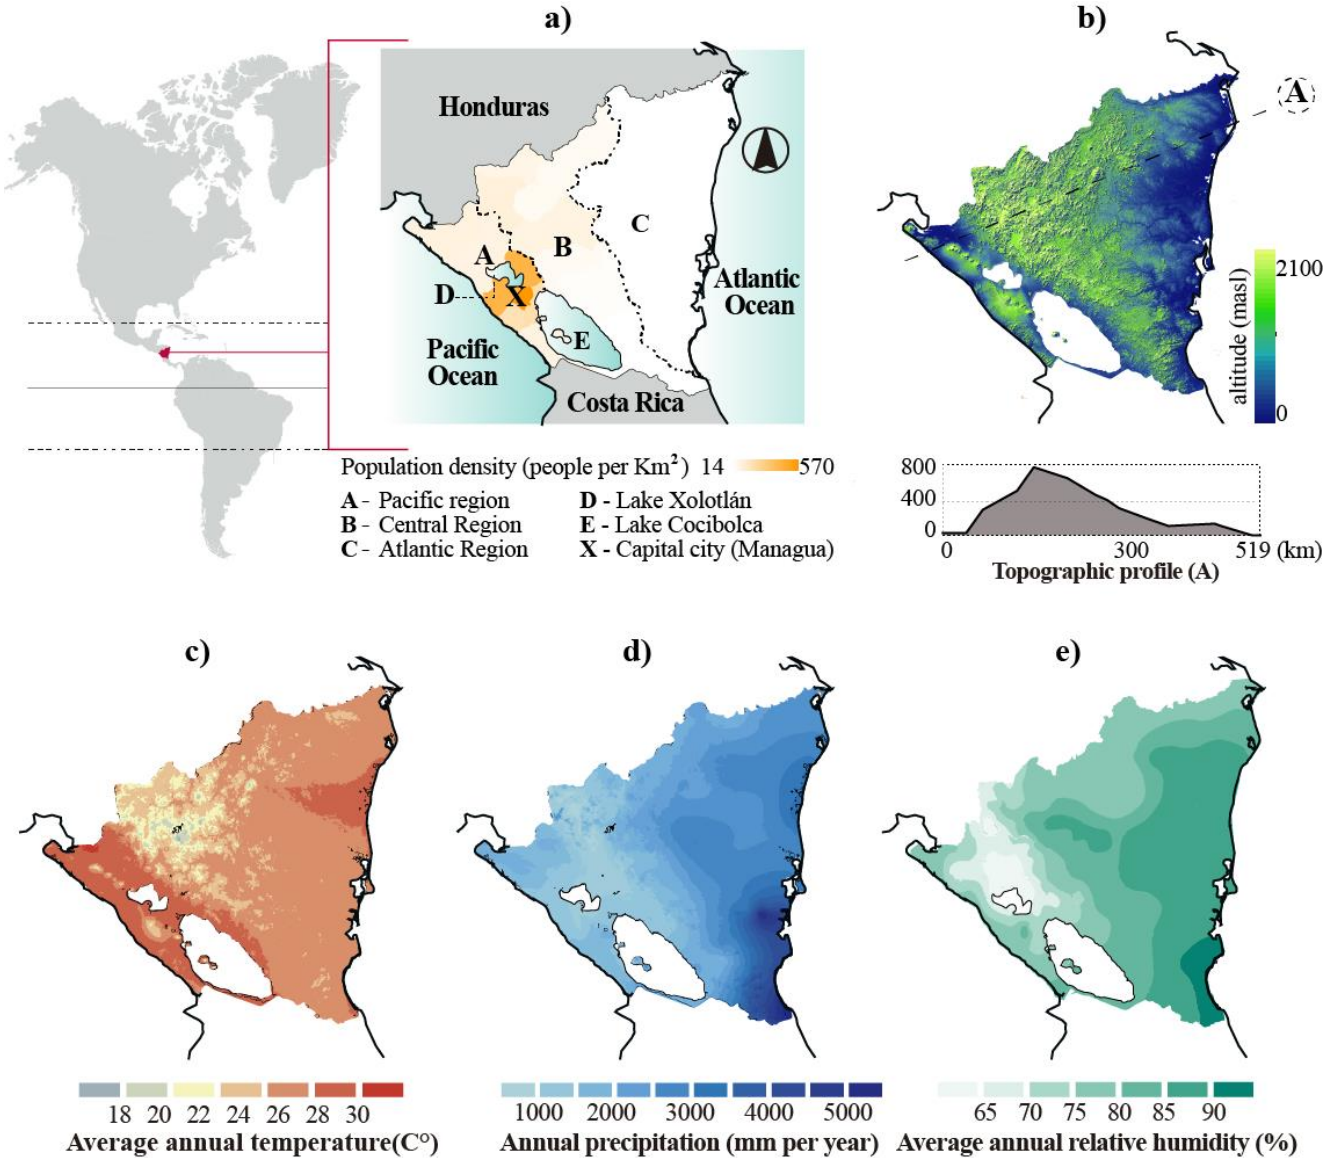 a)
b)
Honduras
A
C
B
A
D
X
E
Atlantic
Ocean
Pacific
Ocean
Costa Rica
2100
altitude (masl)
0
Population density (people per Km²) 14 570
A - Pacific region
B - Central Region
C - Atlantic Region
D - Lake Xolotlán
E - Lake Cocibolca
X - Capital city (Managua)
800
400
0
0 300 519 (km)
Topographic profile (A)
c)
d)
e)
18 20 22 24 26 28 30
Average annual temperature(C°)
1000 2000 3000 4000 5000
Annual precipitation (mm per year)
65 70 75 80 85 90
Average annual relative humidity (%)